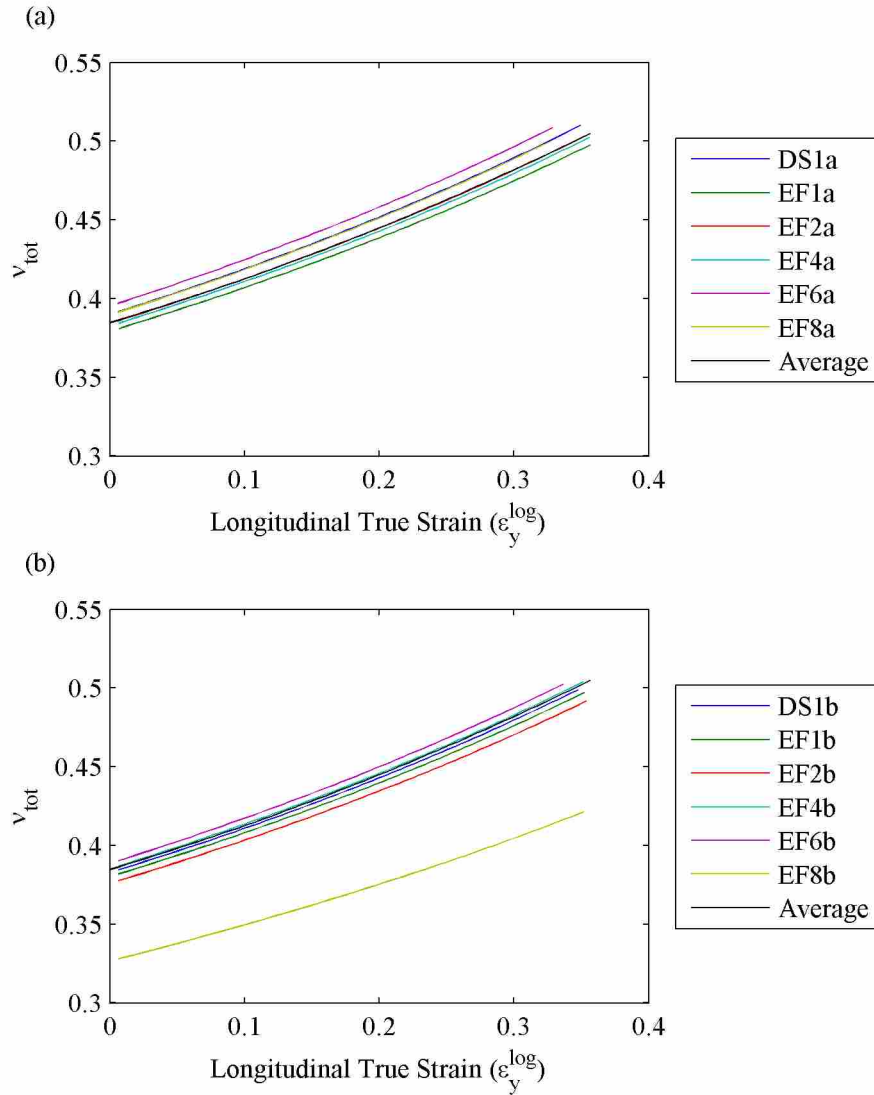 (a)
0.55
0.5
0.45
0.4
0.35
0.3
ν_tot
0 0.1 0.2 0.3 0.4
Longitudinal True Strain (ε_y^log)
DS1a
EF1a
EF2a
EF4a
EF6a
EF8a
Average
(b)
0.55
0.5
0.45
0.4
0.35
0.3
ν_tot
0 0.1 0.2 0.3 0.4
Longitudinal True Strain (ε_y^log)
DS1b
EF1b
EF2b
EF4b
EF6b
EF8b
Average